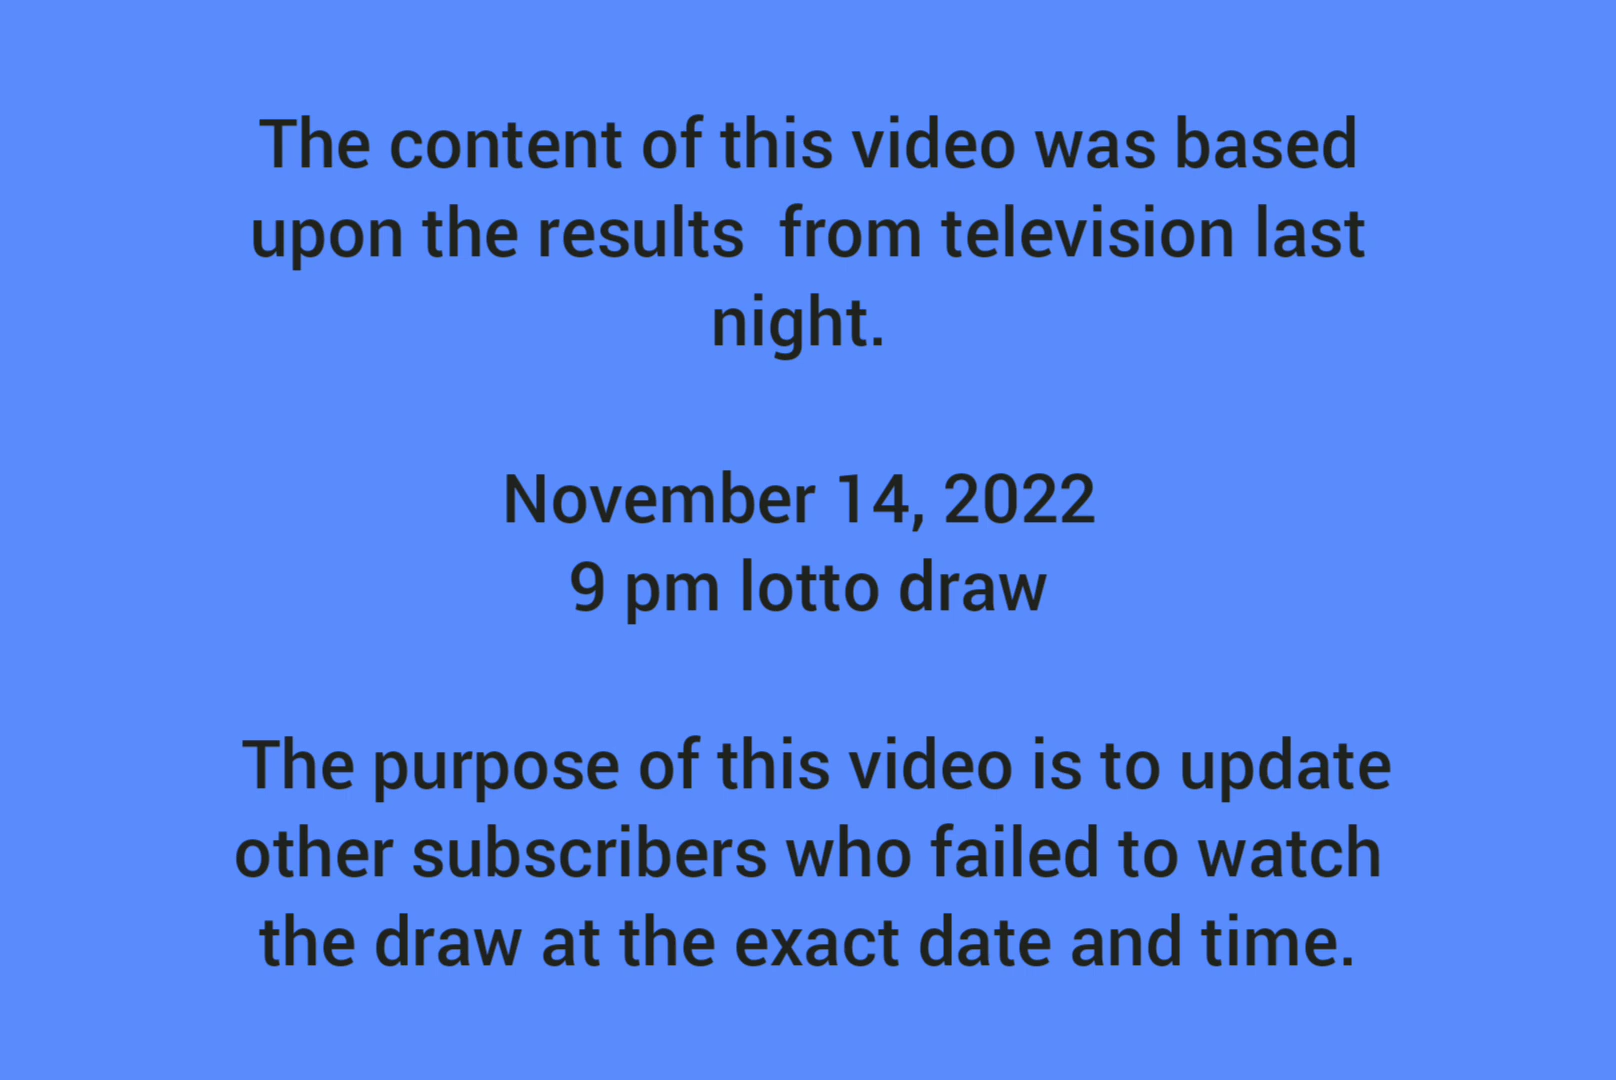 The content of this video was based
upon the results  from television last
night.
November 14, 2022
9 pm lotto draw
The purpose of this video is to update
other subscribers who failed to watch
the draw at the exact date and time.